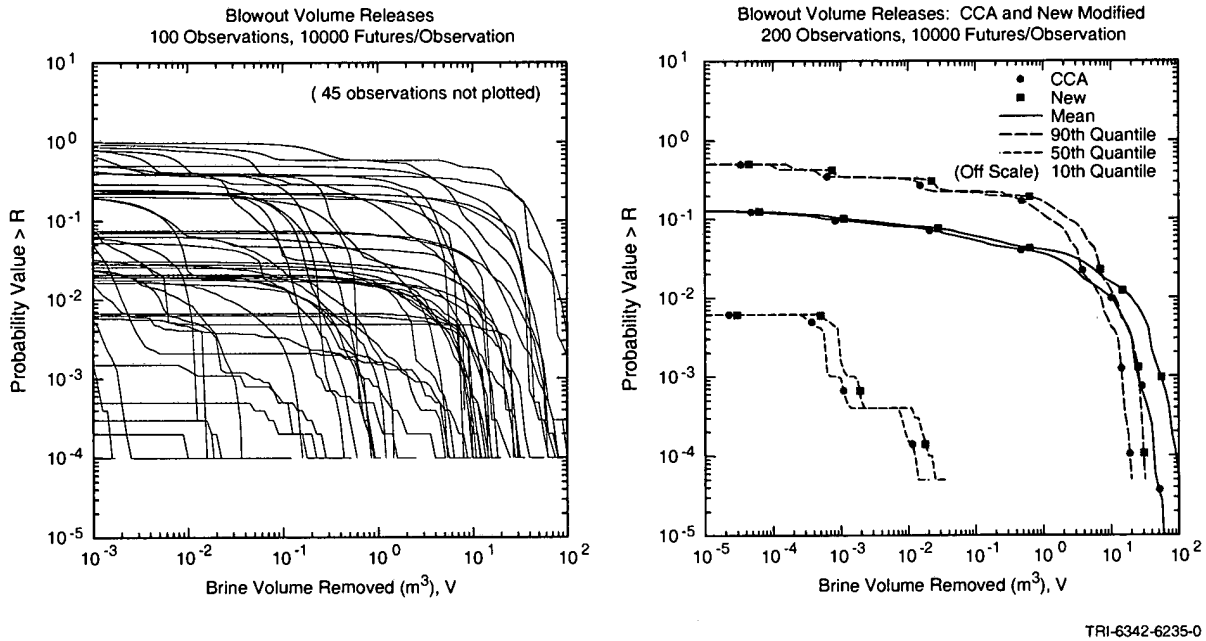 Blowout Volume Releases
100 Observations, 10000 Futures/Observation
( 45 observations not plotted)
10^1
10^0
10^-1
10^-2
10^-3
10^-4
10^-5
Probability Value > R
10^-3
10^-2
10^-1
10^0
10^1
10^2
Brine Volume Removed (m^3), V
Blowout Volume Releases: CCA and New Modified
200 Observations, 10000 Futures/Observation
CCA
New
Mean
90th Quantile
50th Quantile
(Off Scale) 10th Quantile
10^1
10^0
10^-1
10^-2
10^-3
10^-4
10^-5
Probability Value > R
10^-5
10^-4
10^-3
10^-2
10^-1
10^0
10^1
10^2
Brine Volume Removed (m^3), V
TRI-6342-6235-0